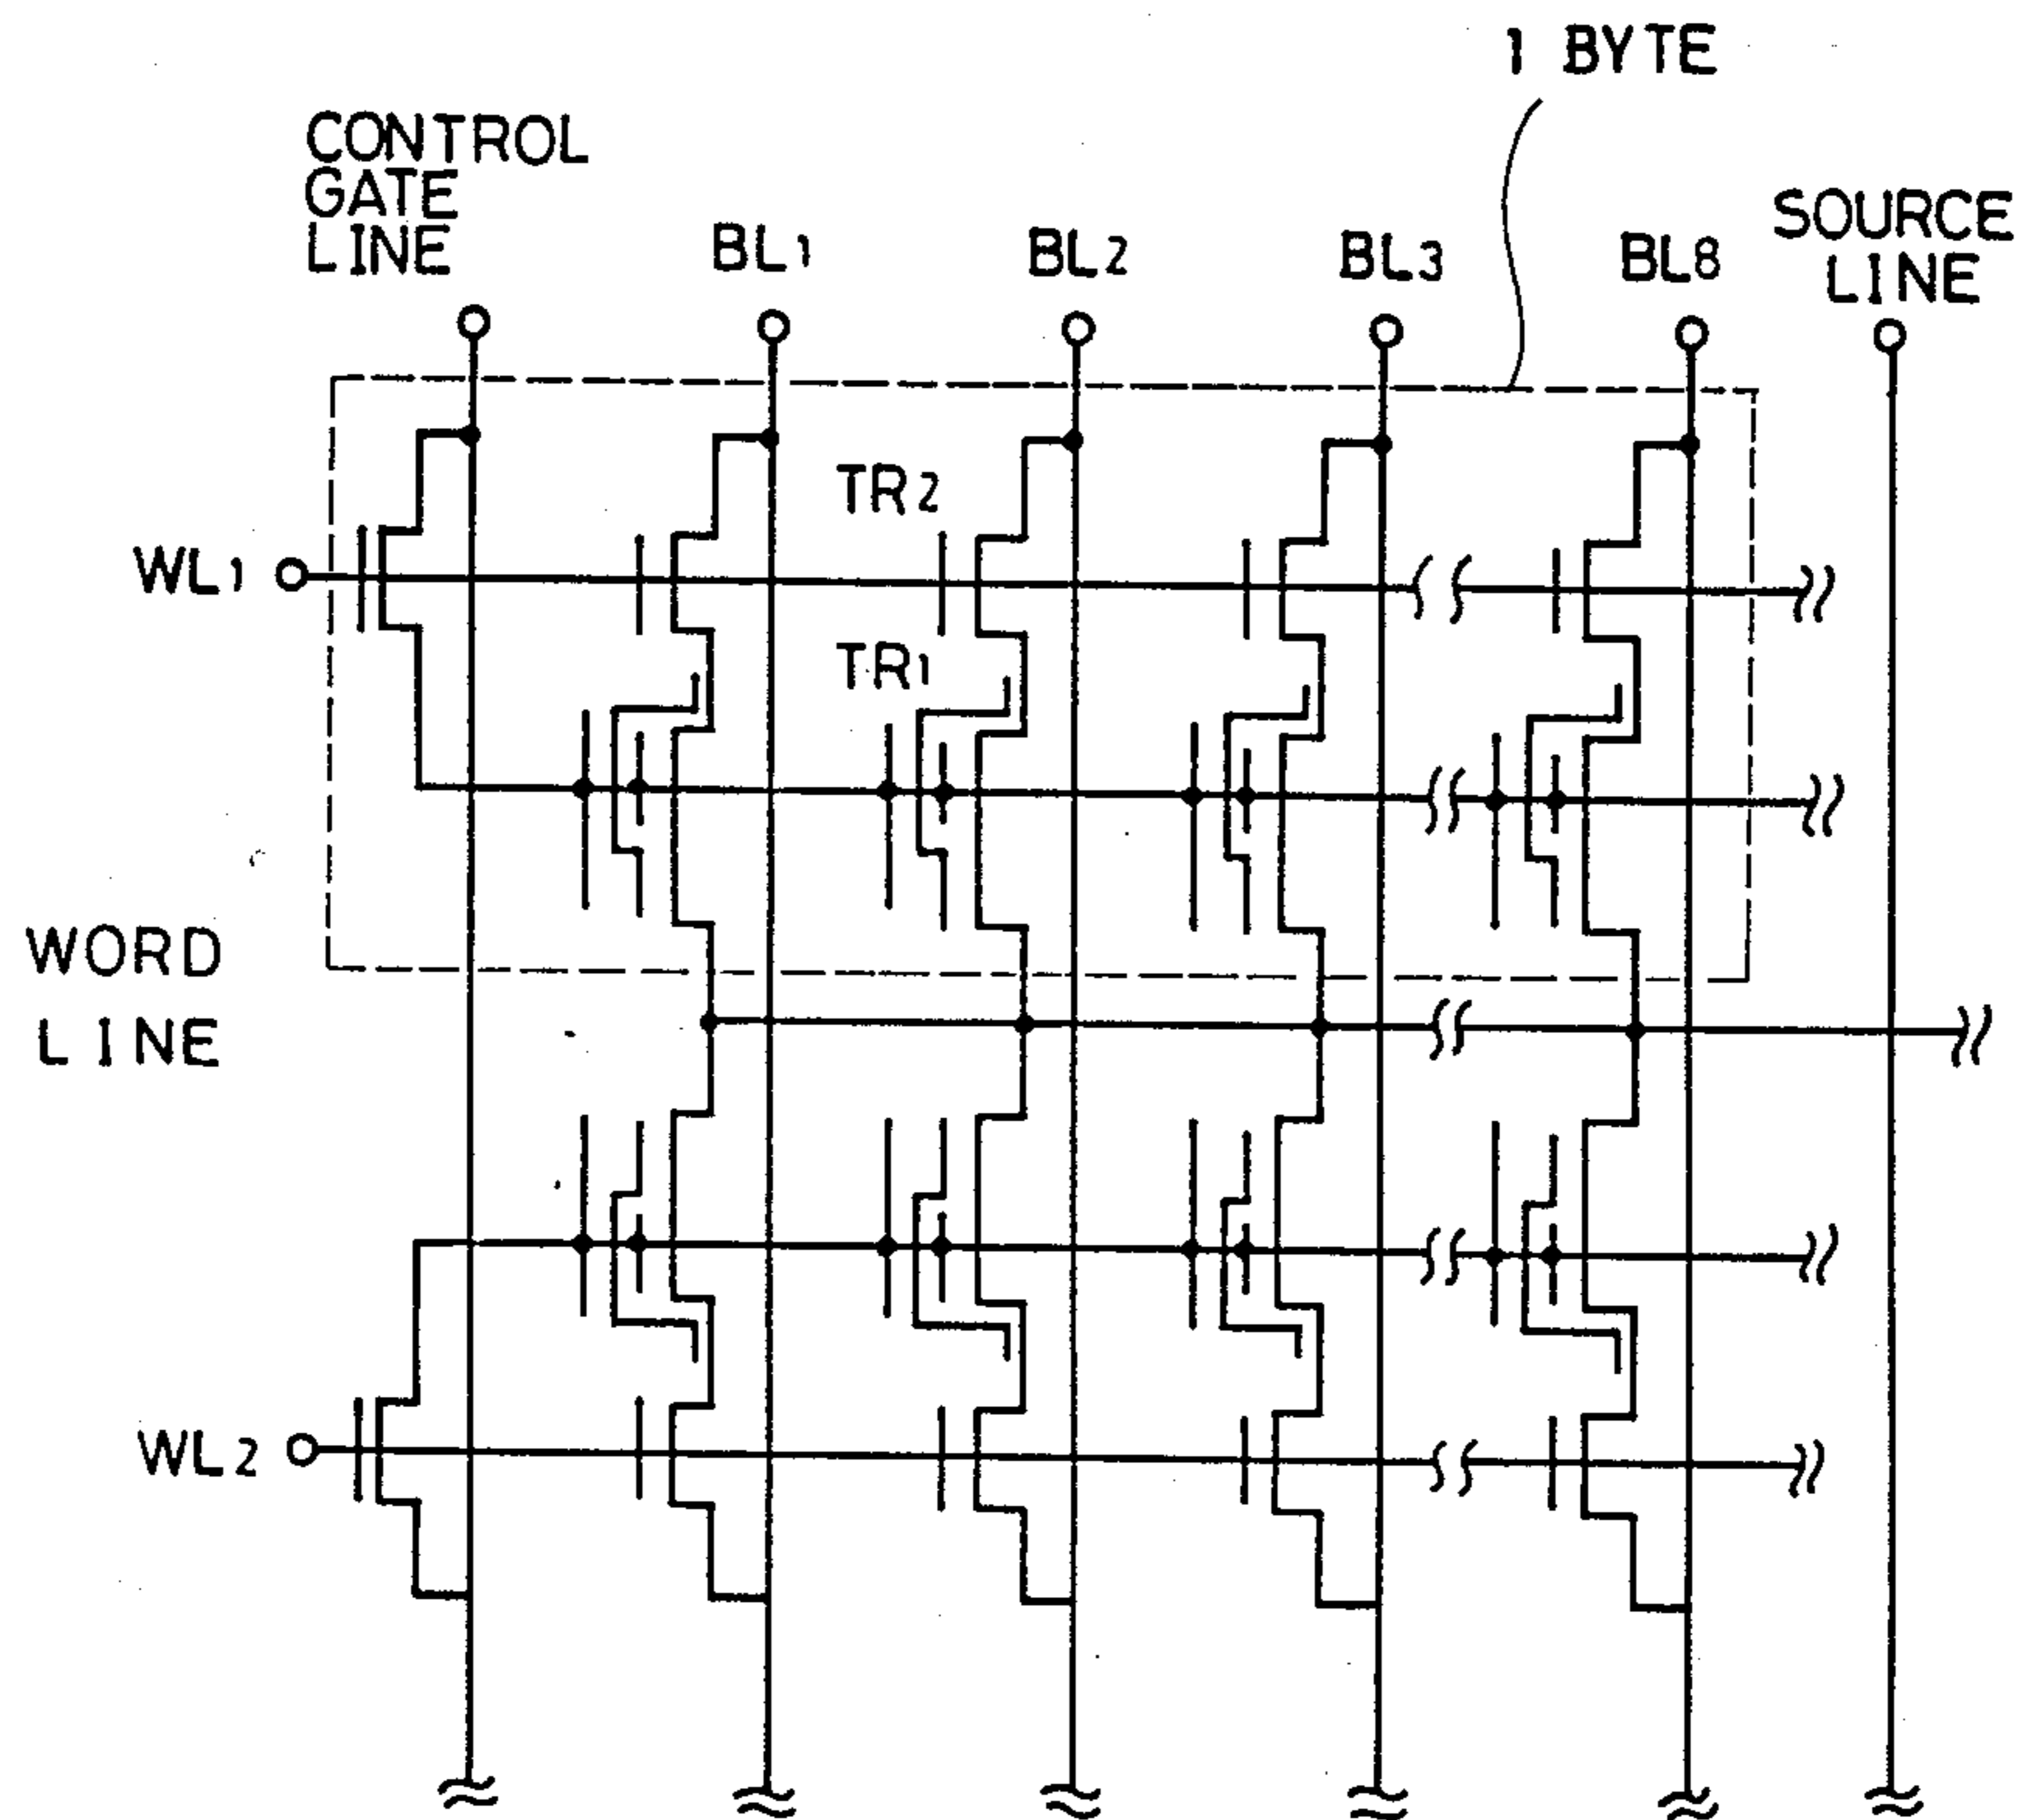 1 BYTE
CONTROL
GATE
LINE
BL1
BL2
BL3
BL8
SOURCE
LINE
TR2
WL1
TR1
WORD
LINE
WL2